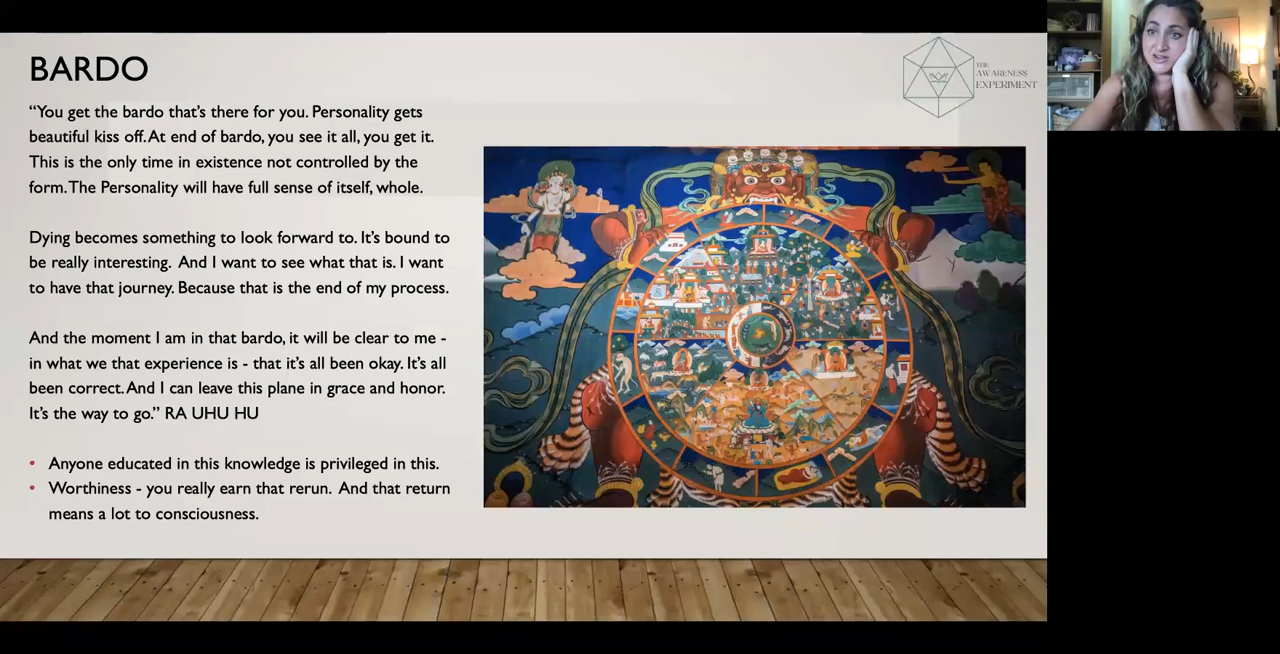 BARDO
“You get the bardo that’s there for you. Personality gets
beautiful kiss off. At end of bardo, you see it all, you get it.
This is the only time in existence not controlled by the
form. The Personality will have full sense of itself, whole.
Dying becomes something to look forward to. It’s bound to
be really interesting. And I want to see what that is. I want
to have that journey. Because that is the end of my process.
And the moment I am in that bardo, it will be clear to me -
in what we that experience is - that it’s all been okay. It’s all
been correct. And I can leave this plane in grace and honor.
It’s the way to go.” RA UHU HU
• Anyone educated in this knowledge is privileged in this.
• Worthiness - you really earn that rerun. And that return
means a lot to consciousness.
THE
AWARENESS
EXPERIMENT